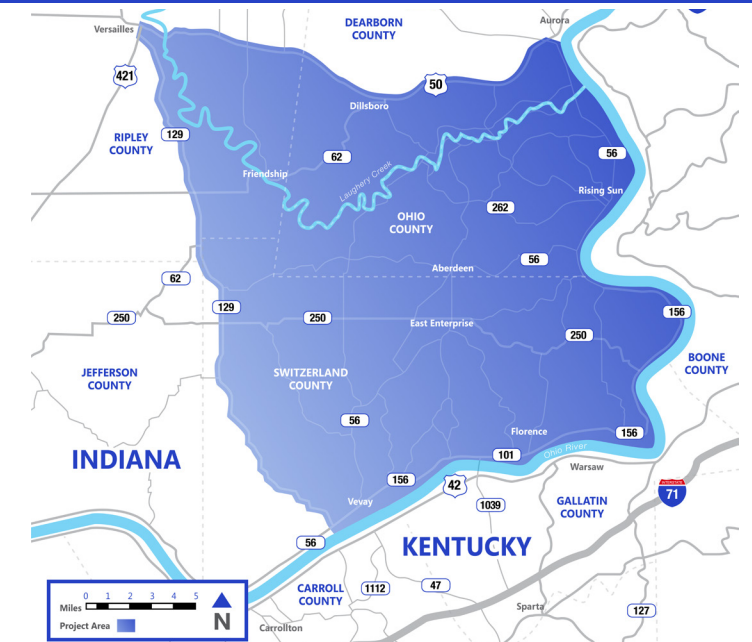 DEARBORN
COUNTY
Aurora
Versailles
421
50
Dillsboro
RIPLEY
COUNTY
129
62
56
Friendship
Laughery Creek
Rising Sun
262
OHIO
COUNTY
56
Aberdeen
62
129
250
250
East Enterprise
156
250
BOONE
COUNTY
JEFFERSON
COUNTY
SWITZERLAND
COUNTY
56
Florence
156
INDIANA
101
Ohio River
Warsaw
156
42
INTERSTATE
71
Vevay
1039
GALLATIN
COUNTY
56
KENTUCKY
CARROLL
COUNTY
1112
47
Sparta
127
Carrollton
0 1 2 3 4 5
Miles
Project Area
N